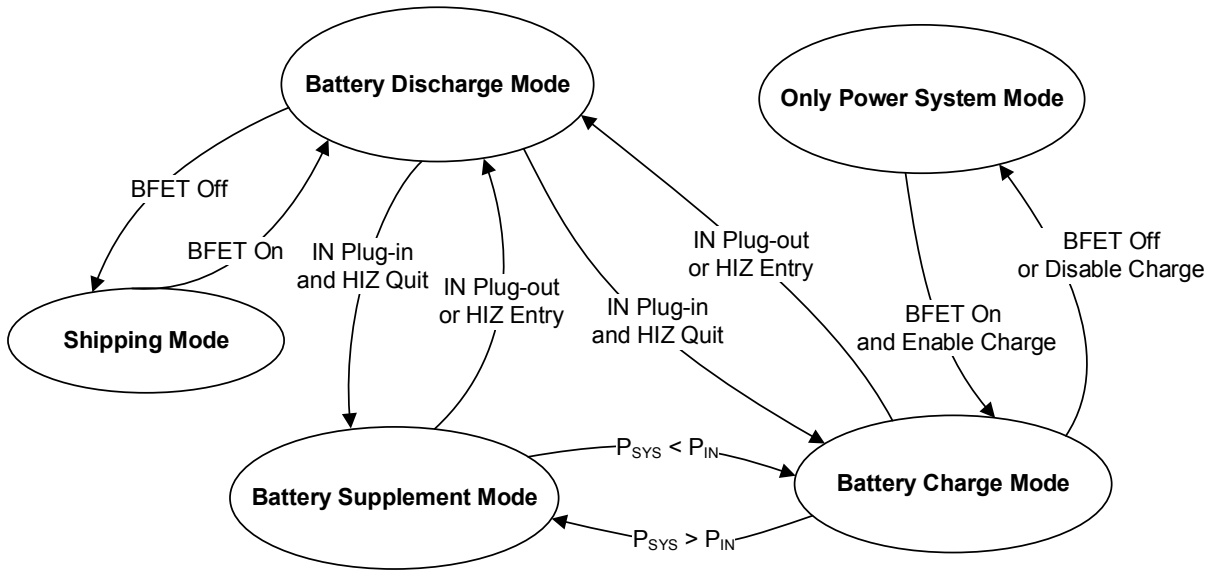 Battery Discharge Mode
Only Power System Mode
BFET Off
BFET On
IN Plug-in
and HIZ Quit
IN Plug-out
or HIZ Entry
IN Plug-in
and HIZ Quit
IN Plug-out
or HIZ Entry
BFET On
and Enable Charge
BFET Off
or Disable Charge
Shipping Mode
Battery Supplement Mode
PSYS < PIN
PSYS > PIN
Battery Charge Mode